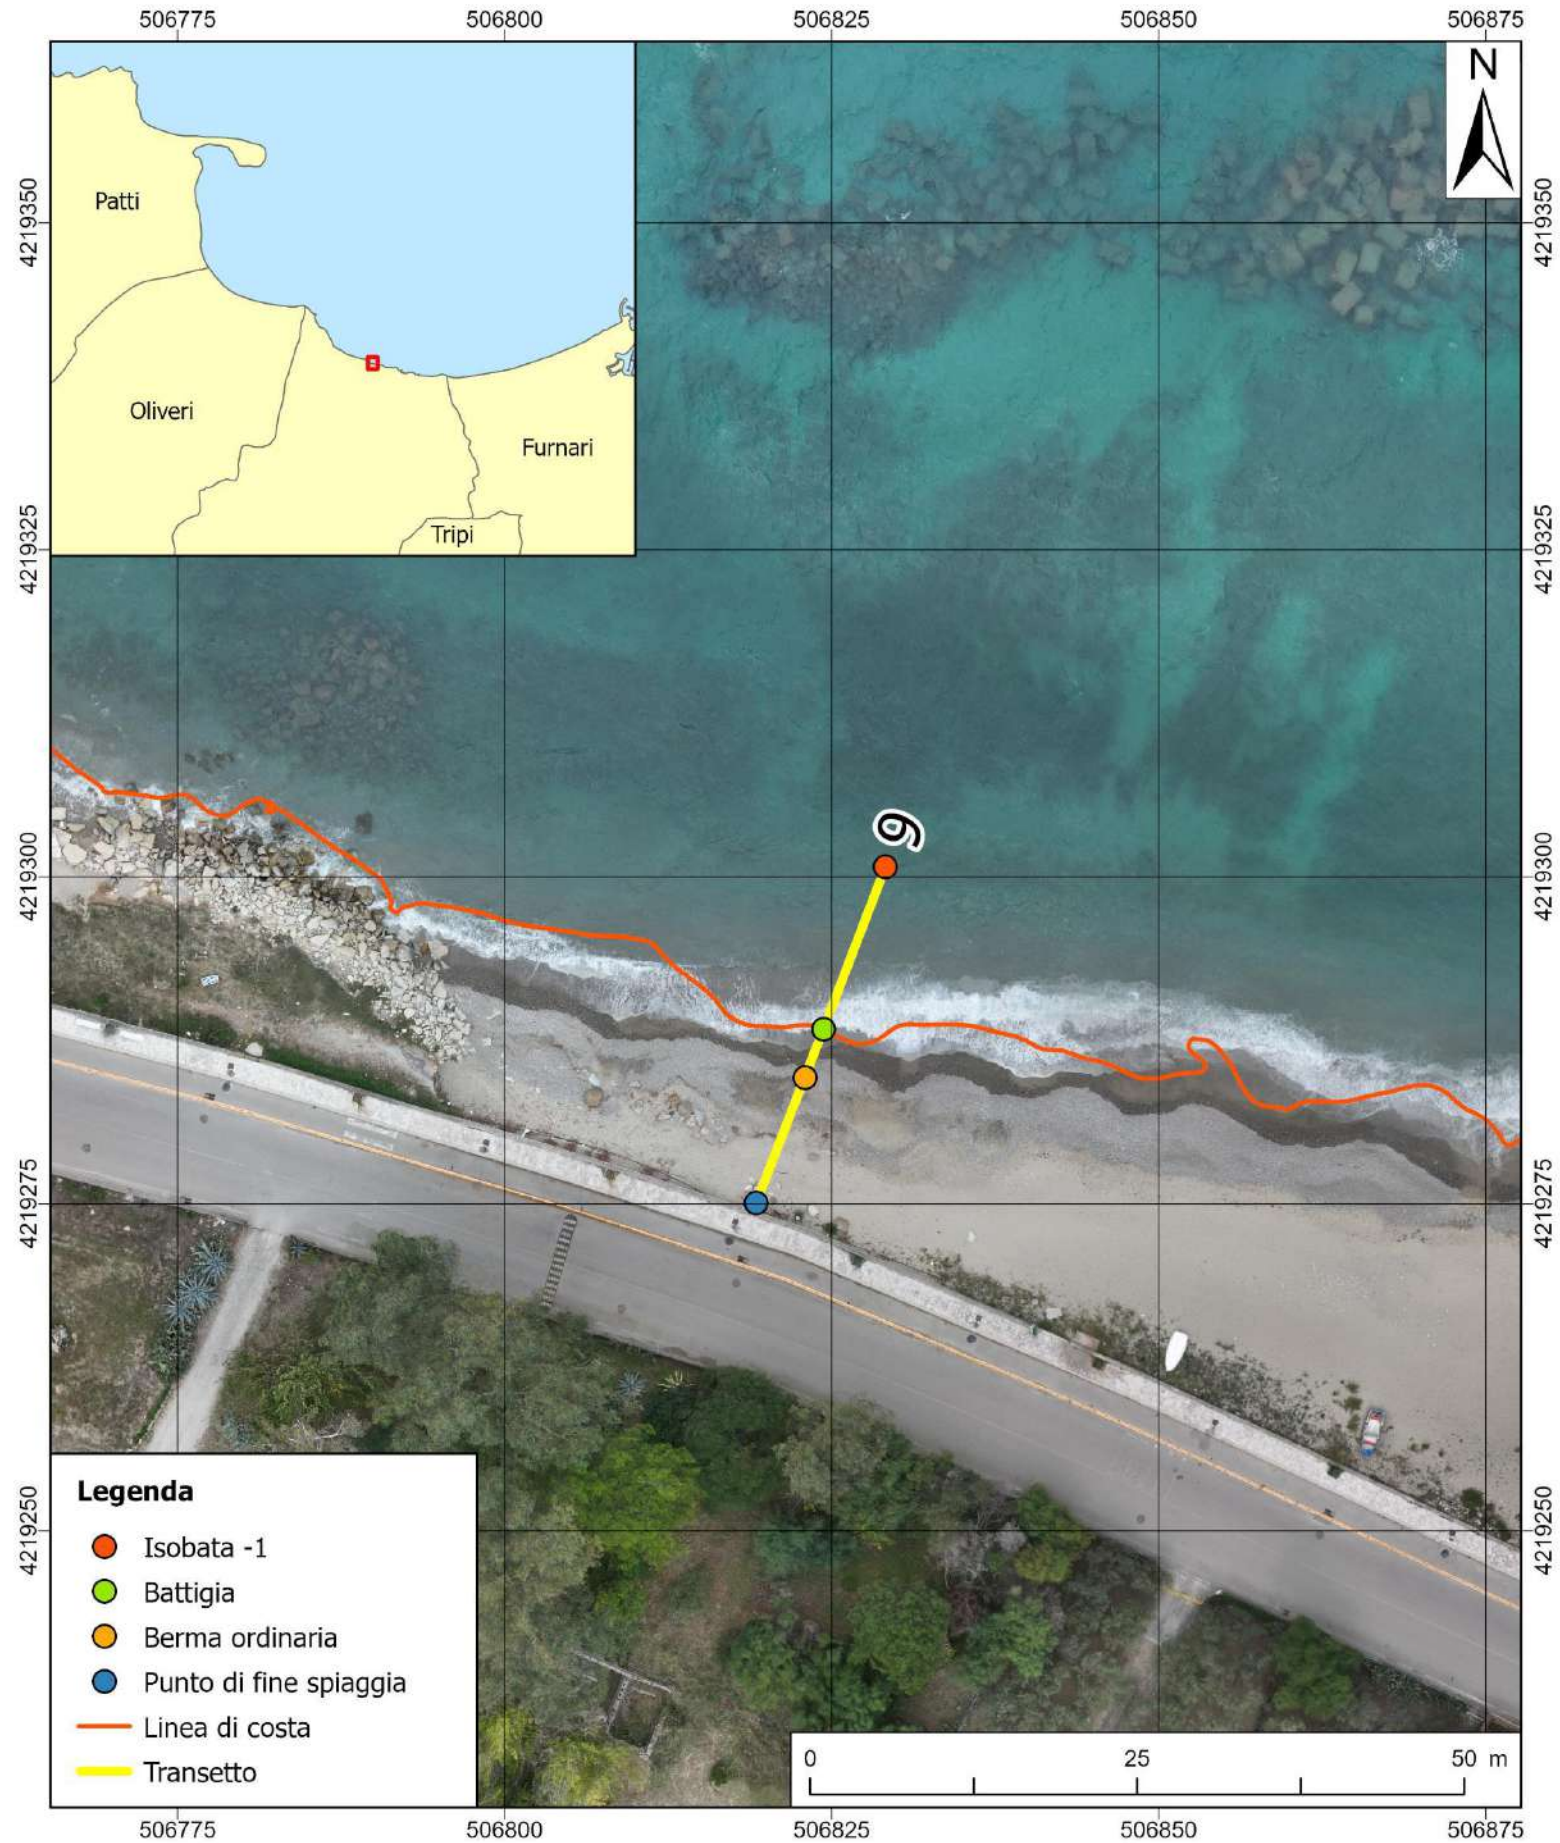 506775 506800 506825 506850 506875
N
Patti
4219350 4219350
Oliveri
Furnari
Tripi
4219325 4219325
9
4219300 4219300
4219275 4219275
Legenda
4219250 4219250
Isobata -1
Battigia
Berma ordinaria
Punto di fine spiaggia
Linea di costa
Transetto
0 25 50 m
506775 506800 506825 506850 506875